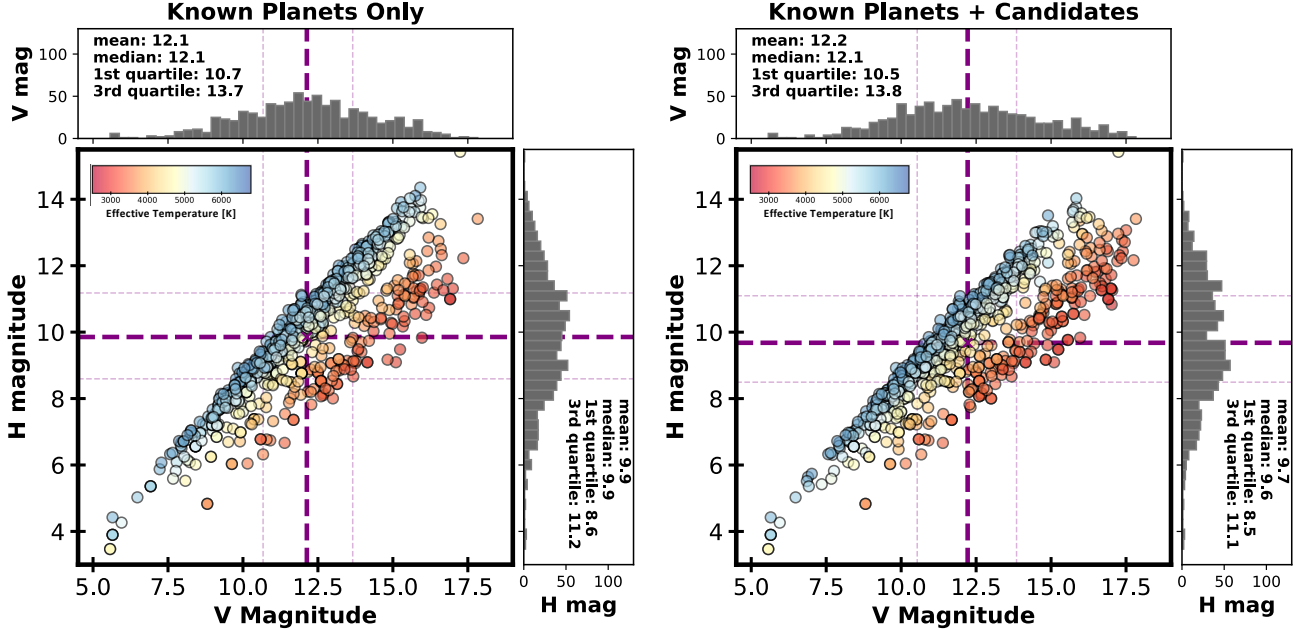 Known Planets Only
V mag
100
50
0
mean: 12.1
median: 12.1
1st quartile: 10.7
3rd quartile: 13.7
H magnitude
14
12
10
8
6
4
3000 4000 5000 6000
Effective Temperature [K]
5.0 7.5 10.0 12.5 15.0 17.5
V Magnitude
mean: 9.9
median: 9.9
1st quartile: 8.6
3rd quartile: 11.2
0 50 100
H mag
Known Planets + Candidates
V mag
100
50
0
mean: 12.2
median: 12.1
1st quartile: 10.5
3rd quartile: 13.8
H magnitude
14
12
10
8
6
4
3000 4000 5000 6000
Effective Temperature [K]
5.0 7.5 10.0 12.5 15.0 17.5
V Magnitude
mean: 9.7
median: 9.6
1st quartile: 8.5
3rd quartile: 11.1
0 50 100
H mag